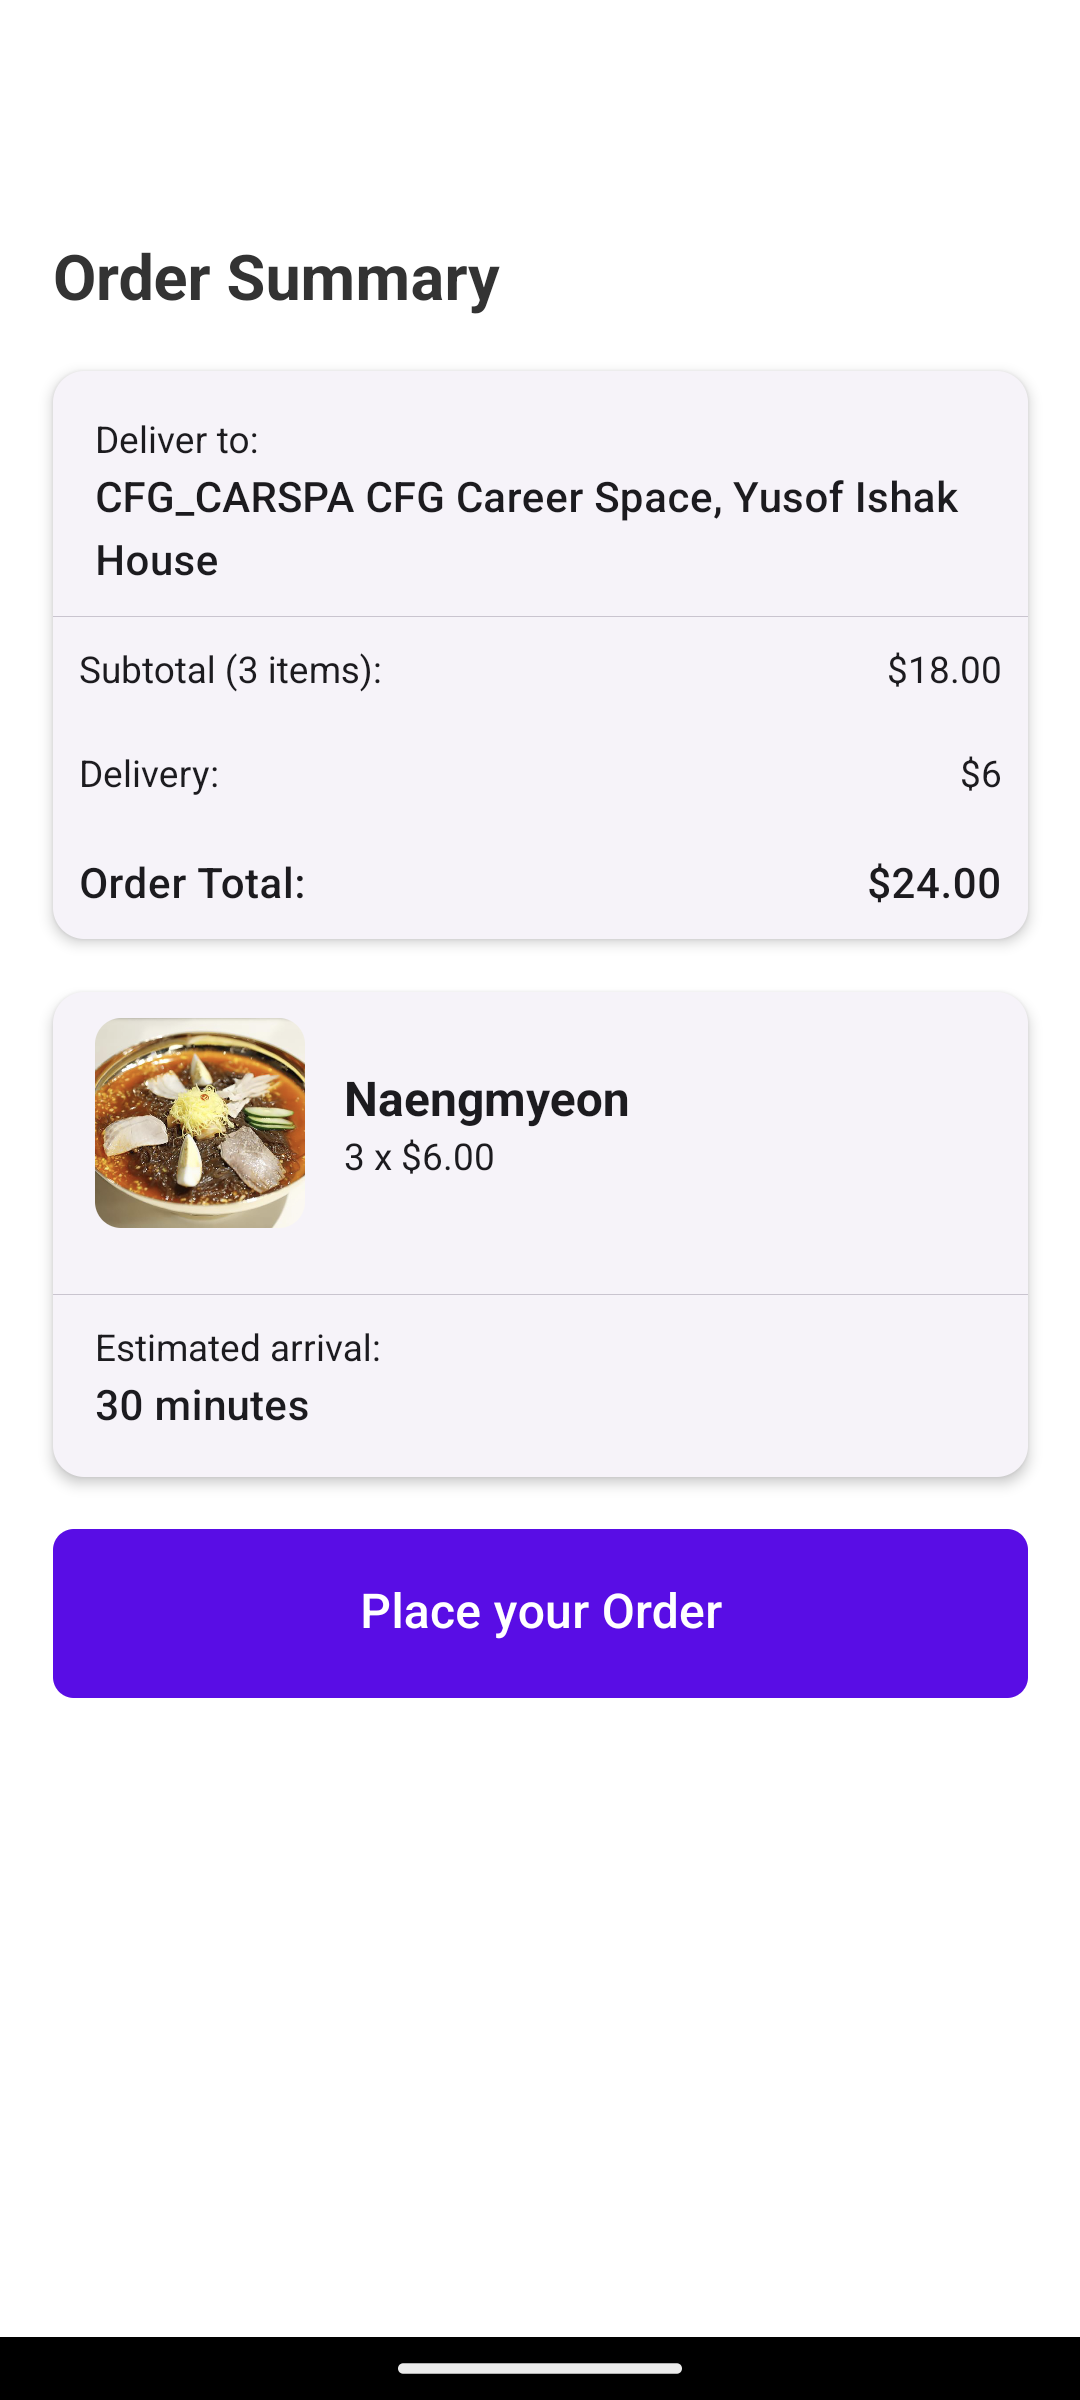 Order Summary
Deliver to:
CFG_CARSPA CFG Career Space, Yusof Ishak
House
Subtotal (3 items): $18.00
Delivery: $6
Order Total: $24.00
Naengmyeon
3 x $6.00
Estimated arrival:
30 minutes
Place your Order